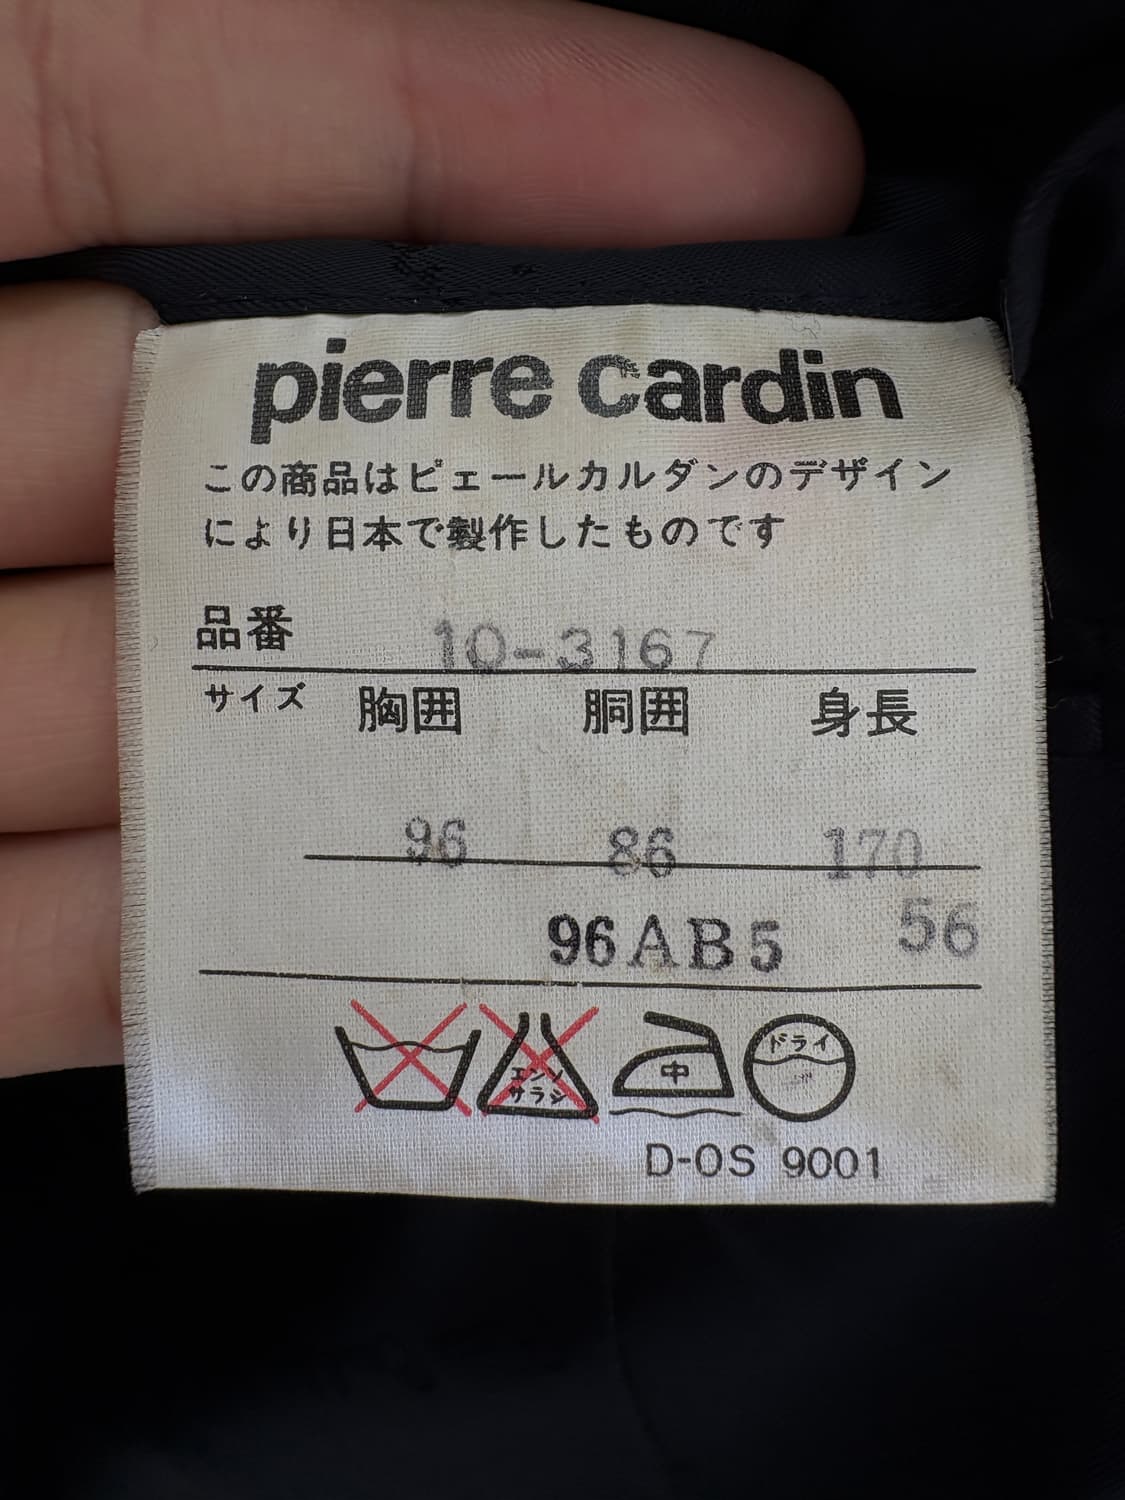 pierre cardin
この商品はピェールカルダンのデザイン
により日本で製作したものです
品番 10-3167
サイズ 胸囲 胴囲 身長
96 86 170
96AB5 56
エンソ サラシ 中 ドライ
D-OS 9001